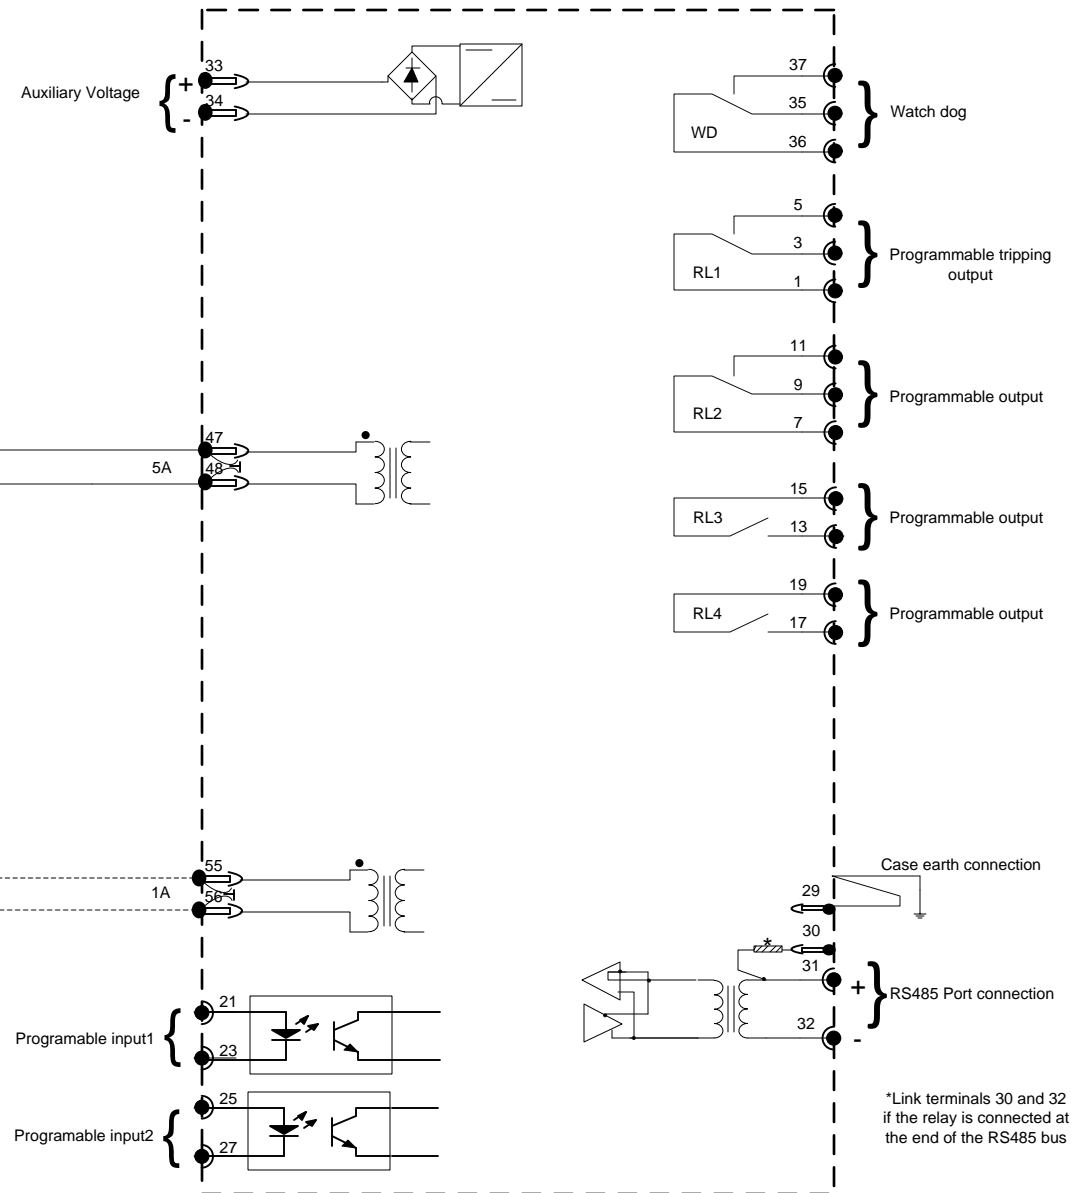 33
Auxiliary Voltage
+
34
-
37
35
WD
36
Watch dog
5
3
RL1
1
Programmable tripping
output
11
9
RL2
7
Programmable output
47
5A
48
15
RL3
13
Programmable output
19
RL4
17
Programmable output
55
1A
56
Case earth connection
29
30
*
31
+
RS485 Port connection
32
-
21
Programable input1
23
25
Programable input2
27
*Link terminals 30 and 32
if the relay is connected at
the end of the RS485 bus